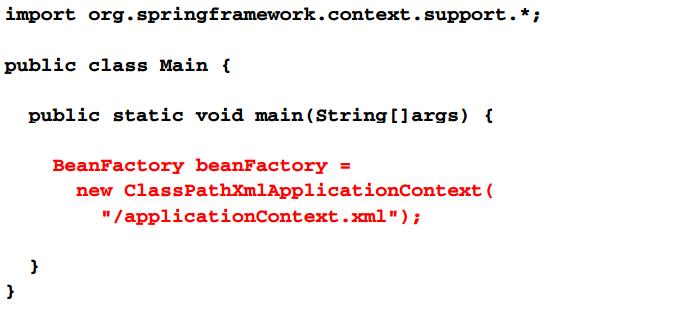 import org.springframework.context.support.*;
public class Main {
public static void main(String[]args) {
BeanFactory beanFactory =
new ClassPathXmlApplicationContext(
"/applicationContext.xml");
}
}